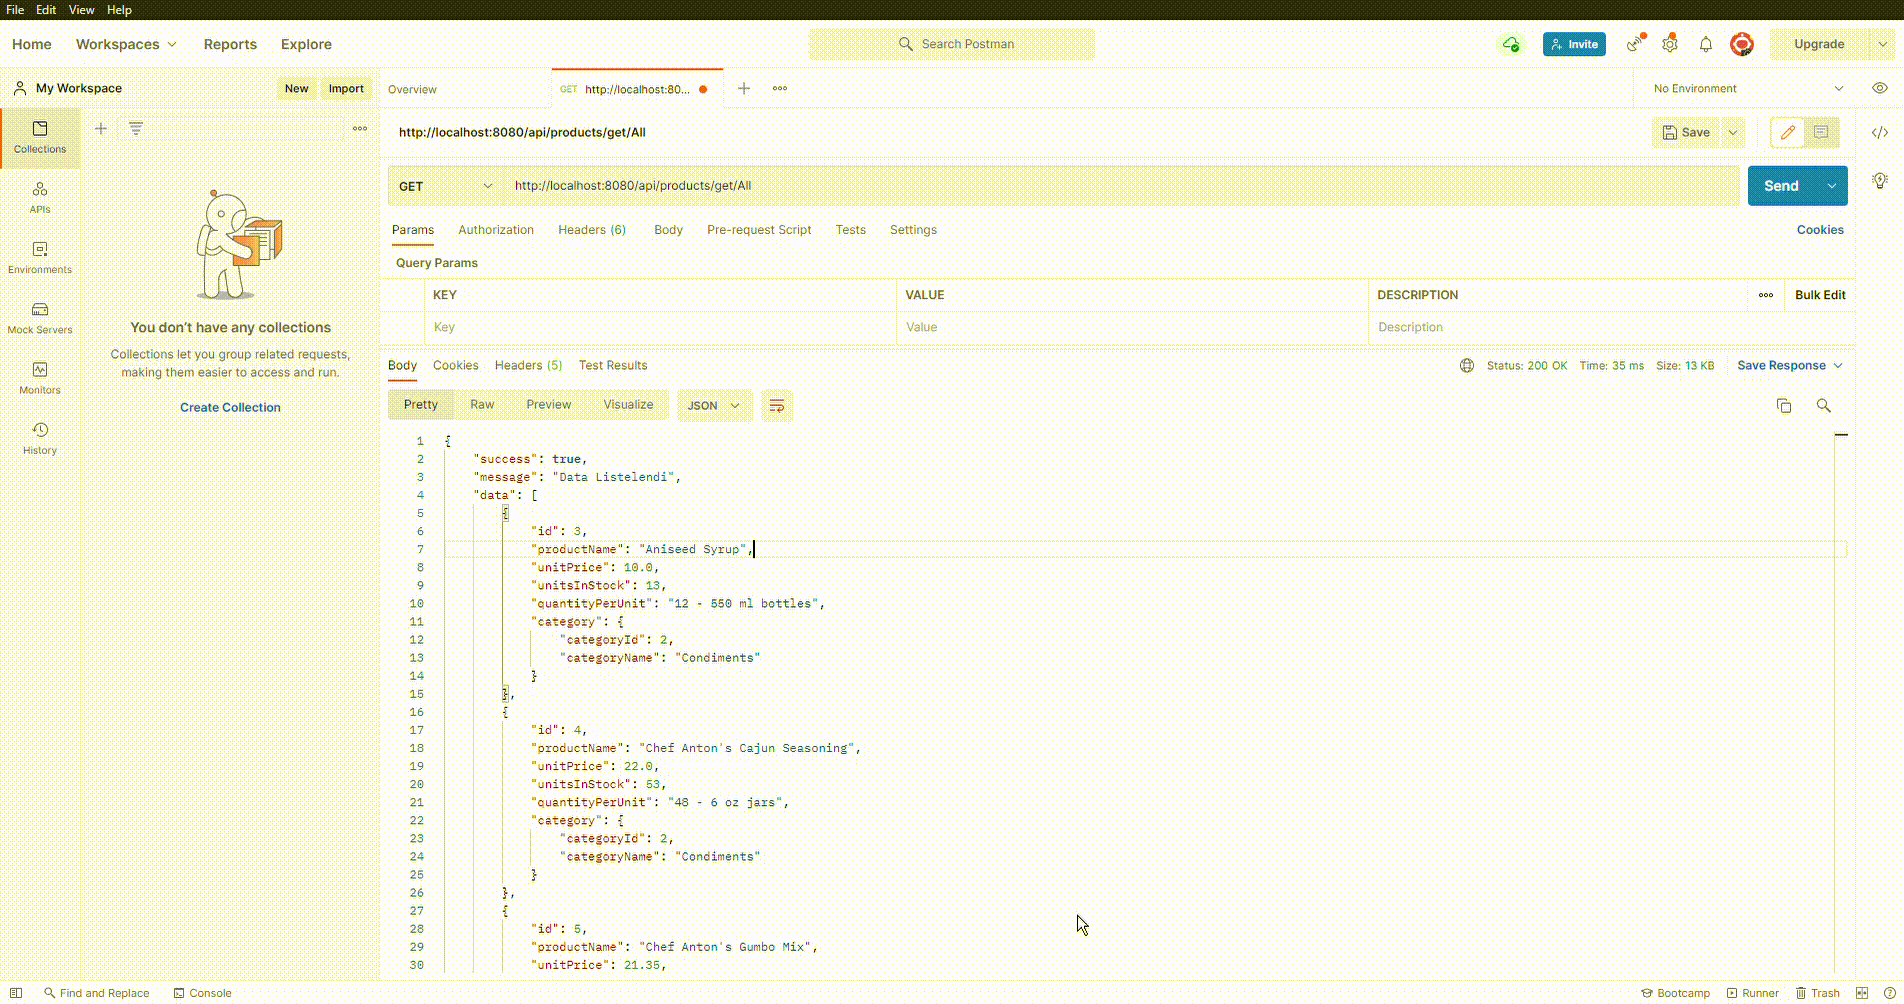 File Edit View Help
Home Workspaces Reports Explore Search Postman Invite Upgrade
My Workspace New Import Overview GET http://localhost:80... No Environment
http://localhost:8080/api/products/get/All Save
Collections
GET http://localhost:8080/api/products/get/All Send
APIs
Params Authorization Headers (6) Body Pre-request Script Tests Settings Cookies
Query Params
Environments
KEY VALUE DESCRIPTION Bulk Edit
Key Value Description
Mock Servers
You don't have any collections
Collections let you group related requests,
making them easier to access and run.
Create Collection
Monitors
History
Body Cookies Headers (5) Test Results Status: 200 OK Time: 35 ms Size: 13 KB Save Response
Pretty Raw Preview Visualize JSON
1 {
2 "success": true,
3 "message": "Data Listelendi",
4 "data": [
5 {
6 "id": 3,
7 "productName": "Aniseed Syrup",
8 "unitPrice": 10.0,
9 "unitsInStock": 13,
10 "quantityPerUnit": "12 - 550 ml bottles",
11 "category": {
12 "categoryId": 2,
13 "categoryName": "Condiments"
14 }
15 },
16 {
17 "id": 4,
18 "productName": "Chef Anton's Cajun Seasoning",
19 "unitPrice": 22.0,
20 "unitsInStock": 53,
21 "quantityPerUnit": "48 - 6 oz jars",
22 "category": {
23 "categoryId": 2,
24 "categoryName": "Condiments"
25 }
26 },
27 {
28 "id": 5,
29 "productName": "Chef Anton's Gumbo Mix",
30 "unitPrice": 21.35,
Find and Replace Console Bootcamp Runner Trash